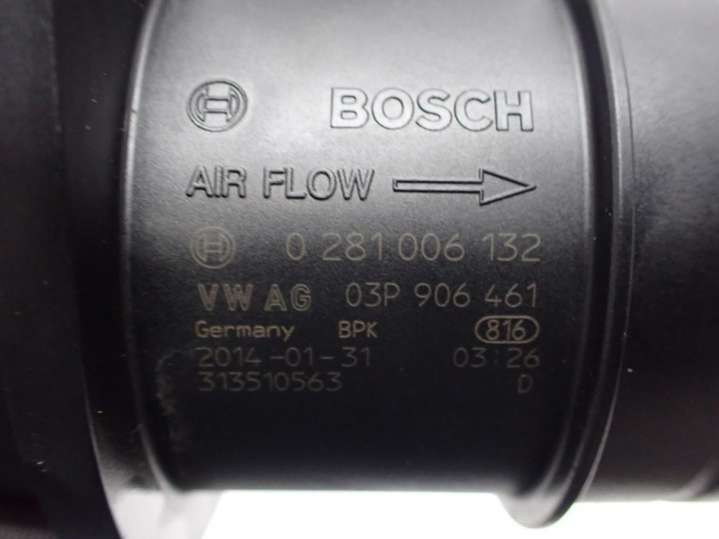 BOSCH
AIR FLOW
0 281 006 132
VW AG 03P 906 461
Germany BPK 816
2014-01-31 03:26
313510563 D